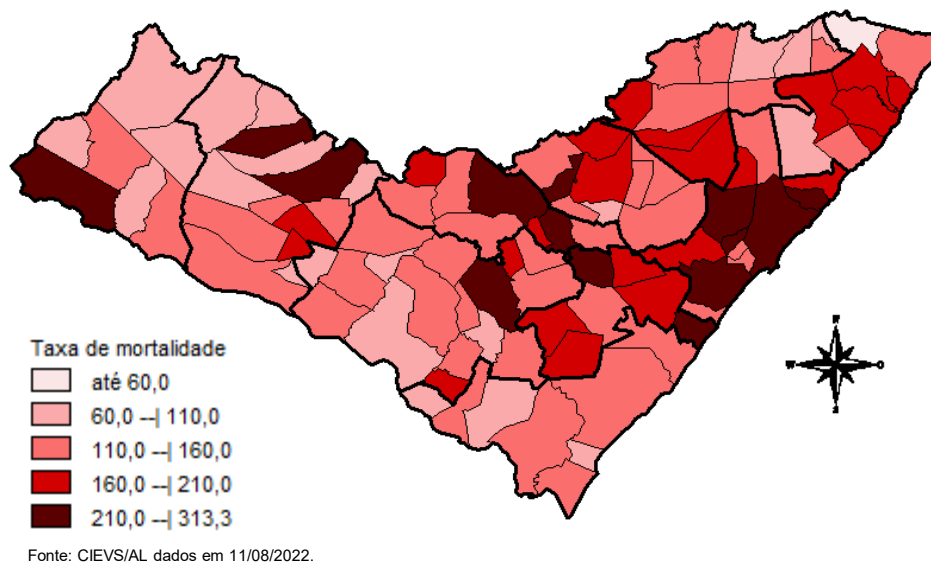 N
W
O
S
Taxa de mortalidade
até 60,0
60,0 --| 110,0
110,0 --| 160,0
160,0 --| 210,0
210,0 --| 313,3
Fonte: CIEVS/AL dados em 11/08/2022.